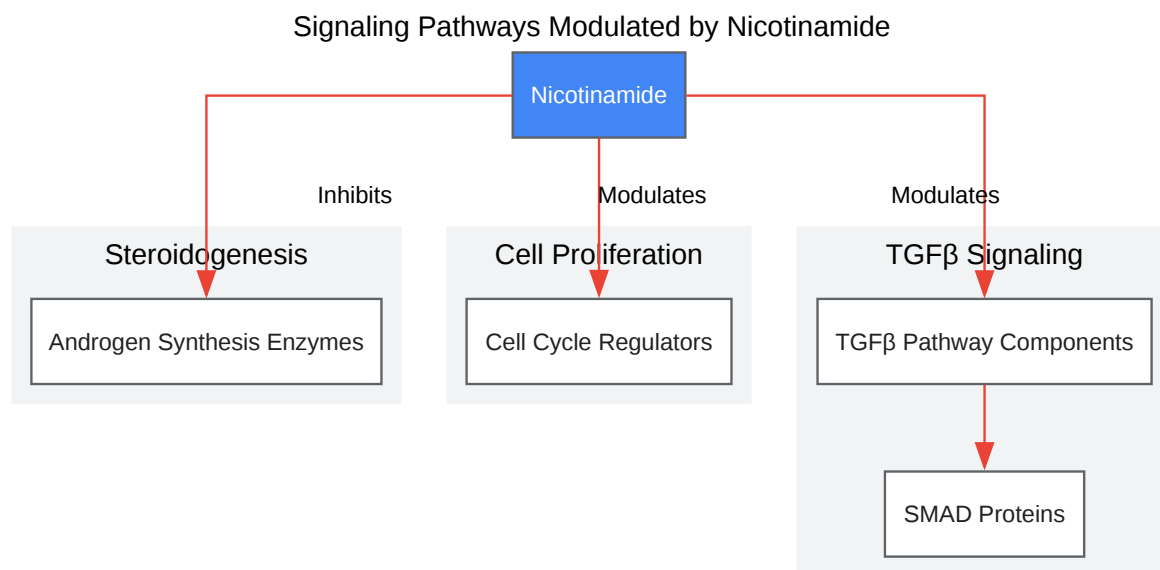 Signaling Pathways Modulated by Nicotinamide
Nicotinamide
Inhibits
Modulates
Modulates
Steroidogenesis
Cell Proliferation
TGFβ Signaling
Androgen Synthesis Enzymes
Cell Cycle Regulators
TGFβ Pathway Components
SMAD Proteins